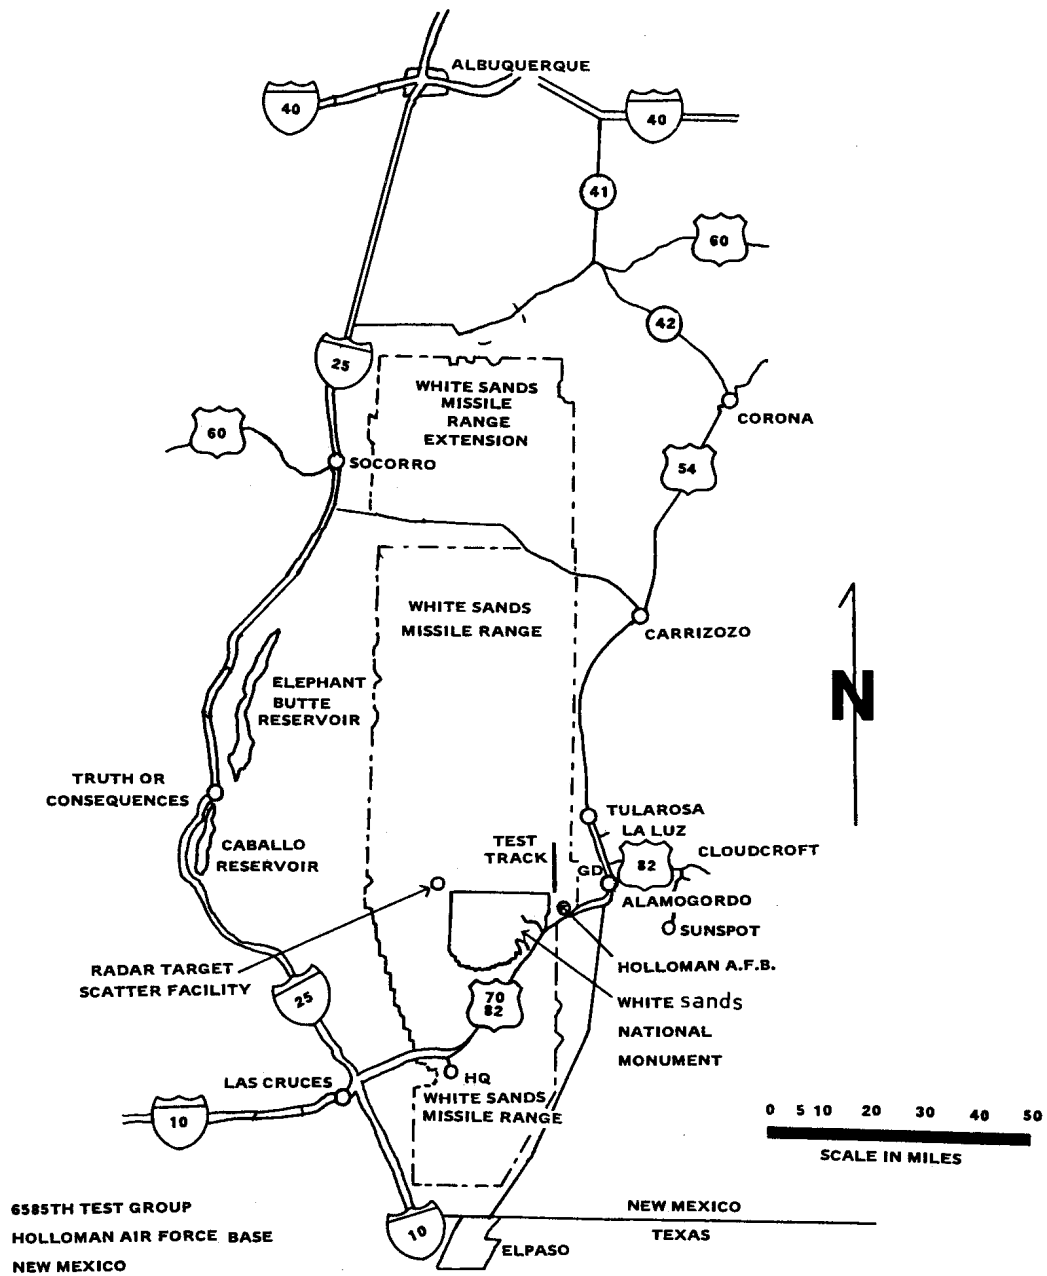 ALBUQUERQUE
40
40
41
60
42
25
WHITE SANDS
MISSILE
RANGE
EXTENSION
CORONA
60
SOCORRO
54
WHITE SANDS
MISSILE RANGE
CARRIZOZO
ELEPHANT
BUTTE
RESERVOIR
N
TRUTH OR
CONSEQUENCES
TULAROSA
LA LUZ
CABALLO
RESERVOIR
TEST
TRACK
82
CLOUDCROFT
GD
ALAMOGORDO
SUNSPOT
RADAR TARGET
SCATTER FACILITY
HOLLOMAN A.F.B.
25
70
82
WHITE sands
NATIONAL
MONUMENT
LAS CRUCES
HQ
WHITE SANDS
MISSILE RANGE
10
0 5 10 20 30 40 50
SCALE IN MILES
6585TH TEST GROUP
HOLLOMAN AIR FORCE BASE
NEW MEXICO
10
NEW MEXICO
TEXAS
ELPASO